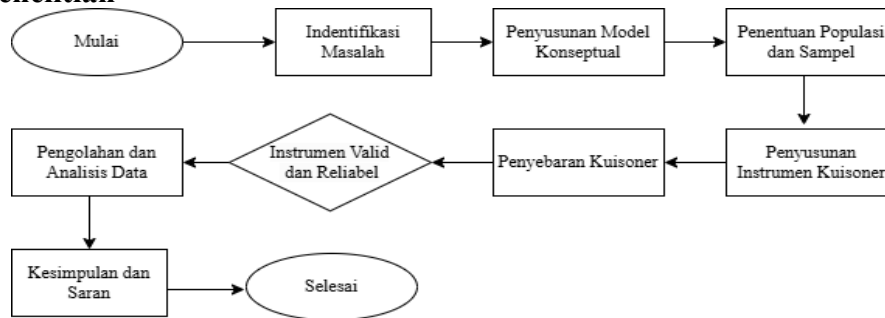 Mulai
Indentifikasi
Masalah
Penyusunan Model
Konseptual
Penentuan Populasi
dan Sampel
Penyusunan
Instrumen Kuisoner
Penyebaran Kuisoner
Instrumen Valid
dan Reliabel
Pengolahan dan
Analisis Data
Kesimpulan dan
Saran
Selesai